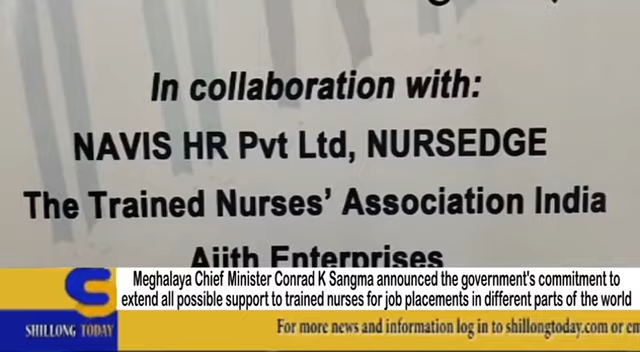 In collaboration with:
NAVIS HR Pvt Ltd, NURSEDGE
The Trained Nurses' Association India
Ajith Enterprises
Meghalaya Chief Minister Conrad K Sangma announced the government's commitment to
extend all possible support to trained nurses for job placements in different parts of the world
SHILLONG TODAY
For more news and information log in to shillongtoday.com or